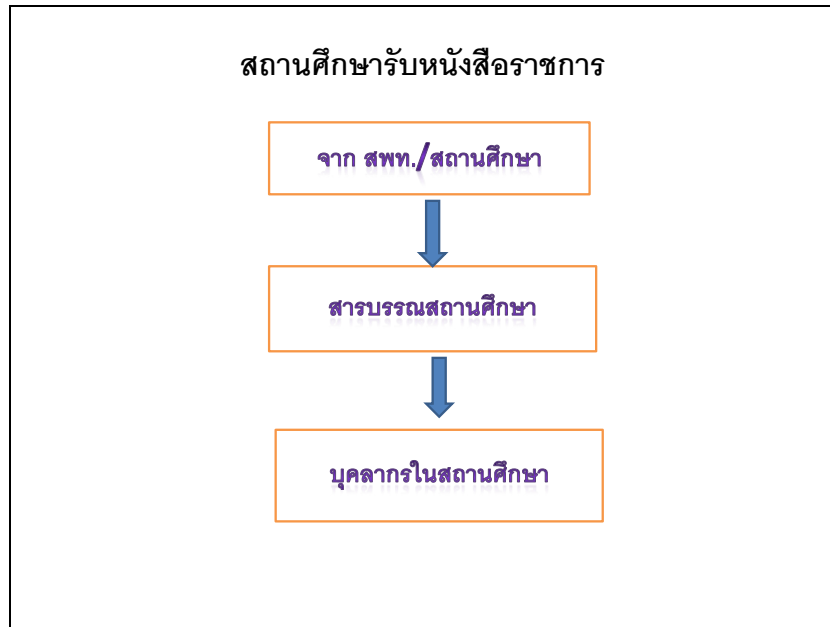 สถานศึกษารับหนังสือราชการ
จาก สพท./สถานศึกษา
สารบรรณสถานศึกษา
บุคลากรในสถานศึกษา